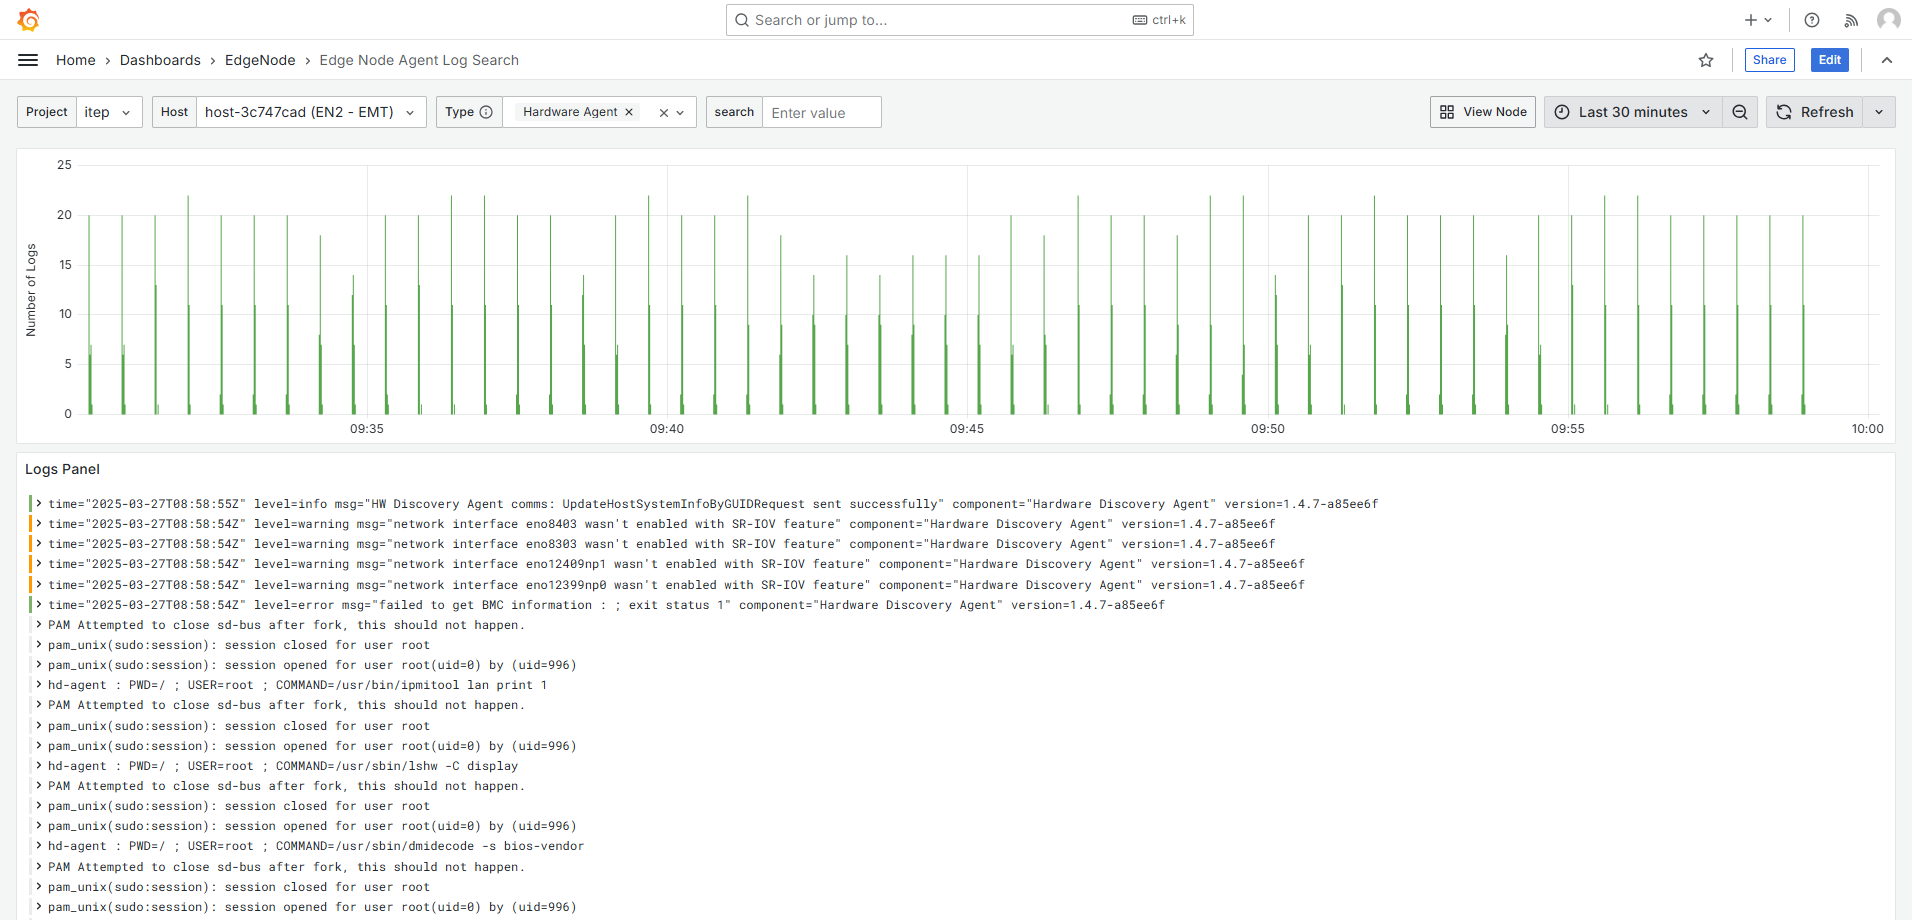 Search or jump to...
ctrl+k
Home › Dashboards › EdgeNode › Edge Node Agent Log Search
Share
Edit
Project
itep
Host
host-3c747cad (EN2 - EMT)
Type
Hardware Agent
search
Enter value
View Node
Last 30 minutes
Refresh
25
20
15
10
5
0
Number of Logs
09:35
09:40
09:45
09:50
09:55
10:00
Logs Panel
time="2025-03-27T08:58:55Z" level=info msg="HW Discovery Agent comms: UpdateHostSystemInfoByGUIDRequest sent successfully" component="Hardware Discovery Agent" version=1.4.7-a85ee6f
time="2025-03-27T08:58:54Z" level=warning msg="network interface eno8403 wasn't enabled with SR-IOV feature" component="Hardware Discovery Agent" version=1.4.7-a85ee6f
time="2025-03-27T08:58:54Z" level=warning msg="network interface eno8303 wasn't enabled with SR-IOV feature" component="Hardware Discovery Agent" version=1.4.7-a85ee6f
time="2025-03-27T08:58:54Z" level=warning msg="network interface eno12409np1 wasn't enabled with SR-IOV feature" component="Hardware Discovery Agent" version=1.4.7-a85ee6f
time="2025-03-27T08:58:54Z" level=warning msg="network interface eno12399np0 wasn't enabled with SR-IOV feature" component="Hardware Discovery Agent" version=1.4.7-a85ee6f
time="2025-03-27T08:58:54Z" level=error msg="failed to get BMC information : ; exit status 1" component="Hardware Discovery Agent" version=1.4.7-a85ee6f
PAM Attempted to close sd-bus after fork, this should not happen.
pam_unix(sudo:session): session closed for user root
pam_unix(sudo:session): session opened for user root(uid=0) by (uid=996)
hd-agent : PWD=/ ; USER=root ; COMMAND=/usr/bin/ipmitool lan print 1
PAM Attempted to close sd-bus after fork, this should not happen.
pam_unix(sudo:session): session closed for user root
pam_unix(sudo:session): session opened for user root(uid=0) by (uid=996)
hd-agent : PWD=/ ; USER=root ; COMMAND=/usr/sbin/lshw -C display
PAM Attempted to close sd-bus after fork, this should not happen.
pam_unix(sudo:session): session closed for user root
pam_unix(sudo:session): session opened for user root(uid=0) by (uid=996)
hd-agent : PWD=/ ; USER=root ; COMMAND=/usr/sbin/dmidecode -s bios-vendor
PAM Attempted to close sd-bus after fork, this should not happen.
pam_unix(sudo:session): session closed for user root
pam_unix(sudo:session): session opened for user root(uid=0) by (uid=996)